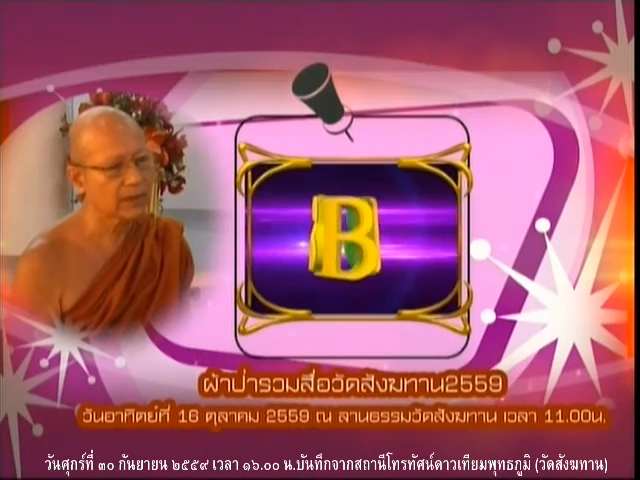 B
ผ้าป่ารวมสื่อวัดสังฆทาน2559
วันอาทิตย์ที่ 16 ตุลาคม 2559 ณ ลานธรรมวัดสังฆทาน เวลา 11.00น.
วันศุกร์ที่ ๓๐ กันยายน ๒๕๕๙ เวลา ๑๖.๐๐ น.บันทึกจากสถานีโทรทัศน์ดาวเทียมพุทธภูมิ (วัดสังฆทาน)